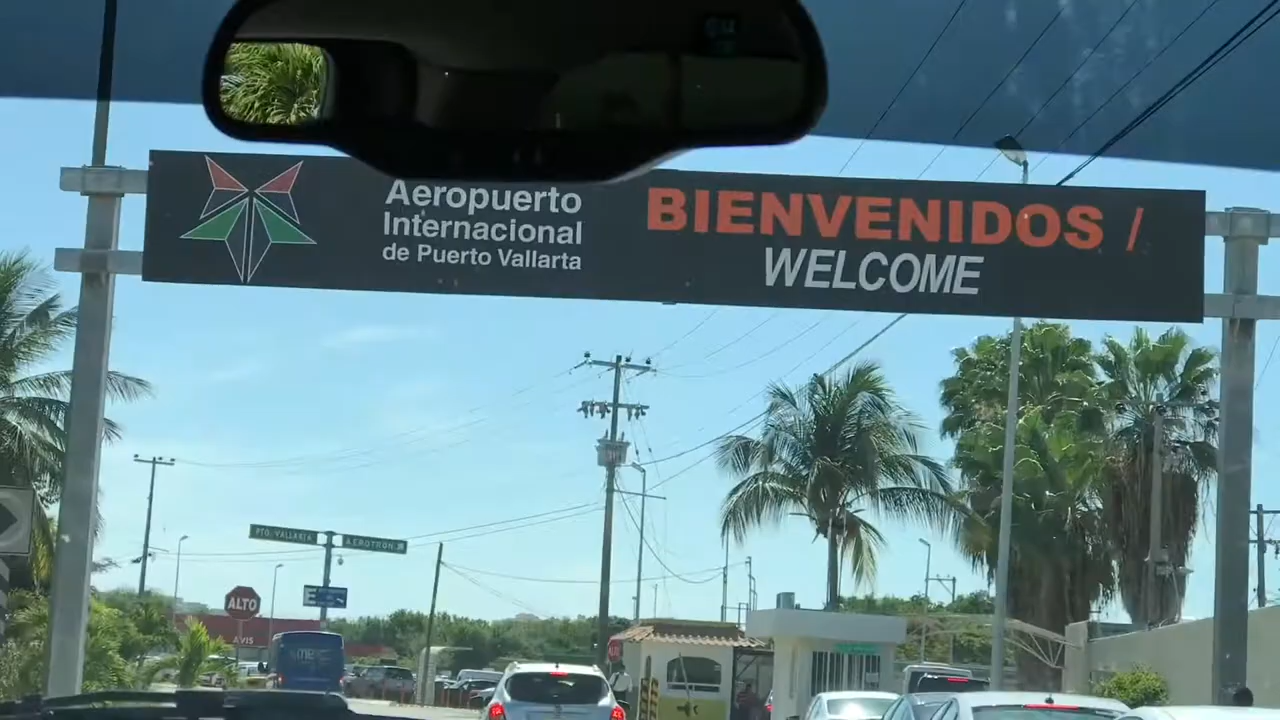 Aeropuerto
Internacional
de Puerto Vallarta
BIENVENIDOS /
WELCOME
PTO. VALLARTA
AEROTRON
E
ALTO
AVIS